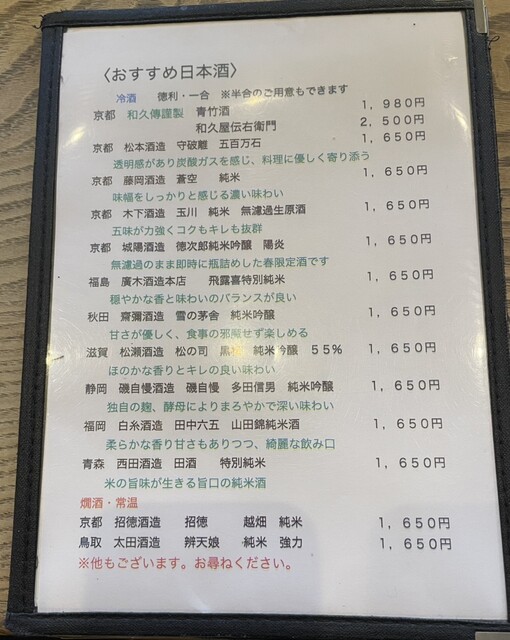 〈おすすめ日本酒〉
冷酒 徳利・一合 ※半合のご用意もできます
京都 和久傳謹製 青竹酒 1,980円
和久屋伝右衛門 2,500円
京都 松本酒造 守破離 五百万石 1,650円
透明感があり炭酸ガスを感じ、料理に優しく寄り添う
京都 藤岡酒造 蒼空 純米 1,650円
味幅をしっかりと感じる濃い味わい
京都 木下酒造 玉川 純米 無濾過生原酒 1,650円
五味が力強くコクもキレも抜群
京都 城陽酒造 徳次郎純米吟醸 陽炎 1,650円
無濾過のまま即時に瓶詰めした春限定酒です
福島 廣木酒造本店 飛露喜特別純米 1,650円
穏やかな香と味わいのバランスが良い
秋田 齋彌酒造 雪の茅舎 純米吟醸 1,650円
甘さが優しく、食事の邪魔せず楽しめる
滋賀 松瀬酒造 松の司 黒 純米吟醸 55% 1,650円
ほのかな香りとキレの良い味わい
静岡 磯自慢酒造 磯自慢 多田信男 純米吟醸 1,650円
独自の麹、酵母によりまろやかで深い味わい
福岡 白糸酒造 田中六五 山田錦純米酒 1,650円
柔らかな香り甘さもありつつ、綺麗な飲み口
青森 西田酒造 田酒 特別純米 1,650円
米の旨味が生きる旨口の純米酒
燗酒・常温
京都 招德酒造 招徳 越畑 純米 1,650円
鳥取 太田酒造 辨天娘 純米 強力 1,650円
※他もございます。お尋ねください。